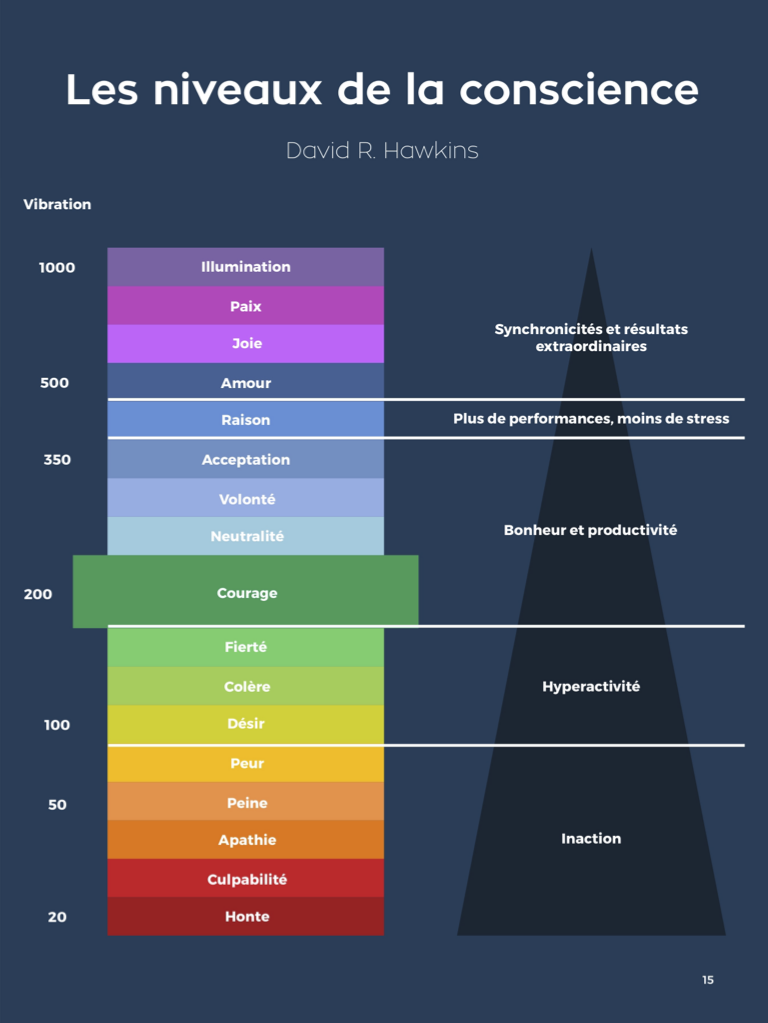 Les niveaux de la conscience
David R. Hawkins
Vibration
1000
Illumination
Paix
Joie
Synchronicités et résultats
extraordinaires
500
Amour
Raison
Plus de performances, moins de stress
350
Acceptation
Volonté
Neutralité
Bonheur et productivité
200
Courage
Fierté
Colère
Hyperactivité
100
Désir
Peur
50
Peine
Apathie
Inaction
Culpabilité
20
Honte
15